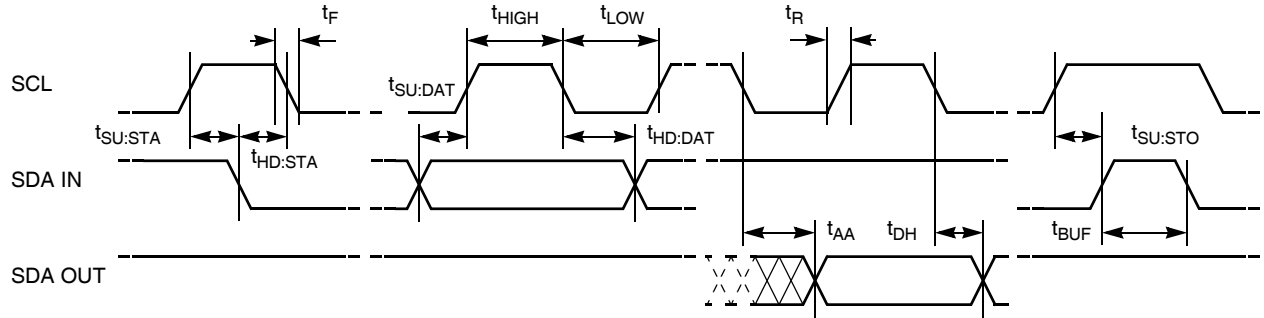 tF
tHIGH
tLOW
tR
SCL
tSU:DAT
tSU:STA
tHD:STA
tHD:DAT
tSU:STO
SDA IN
tAA
tDH
tBUF
SDA OUT